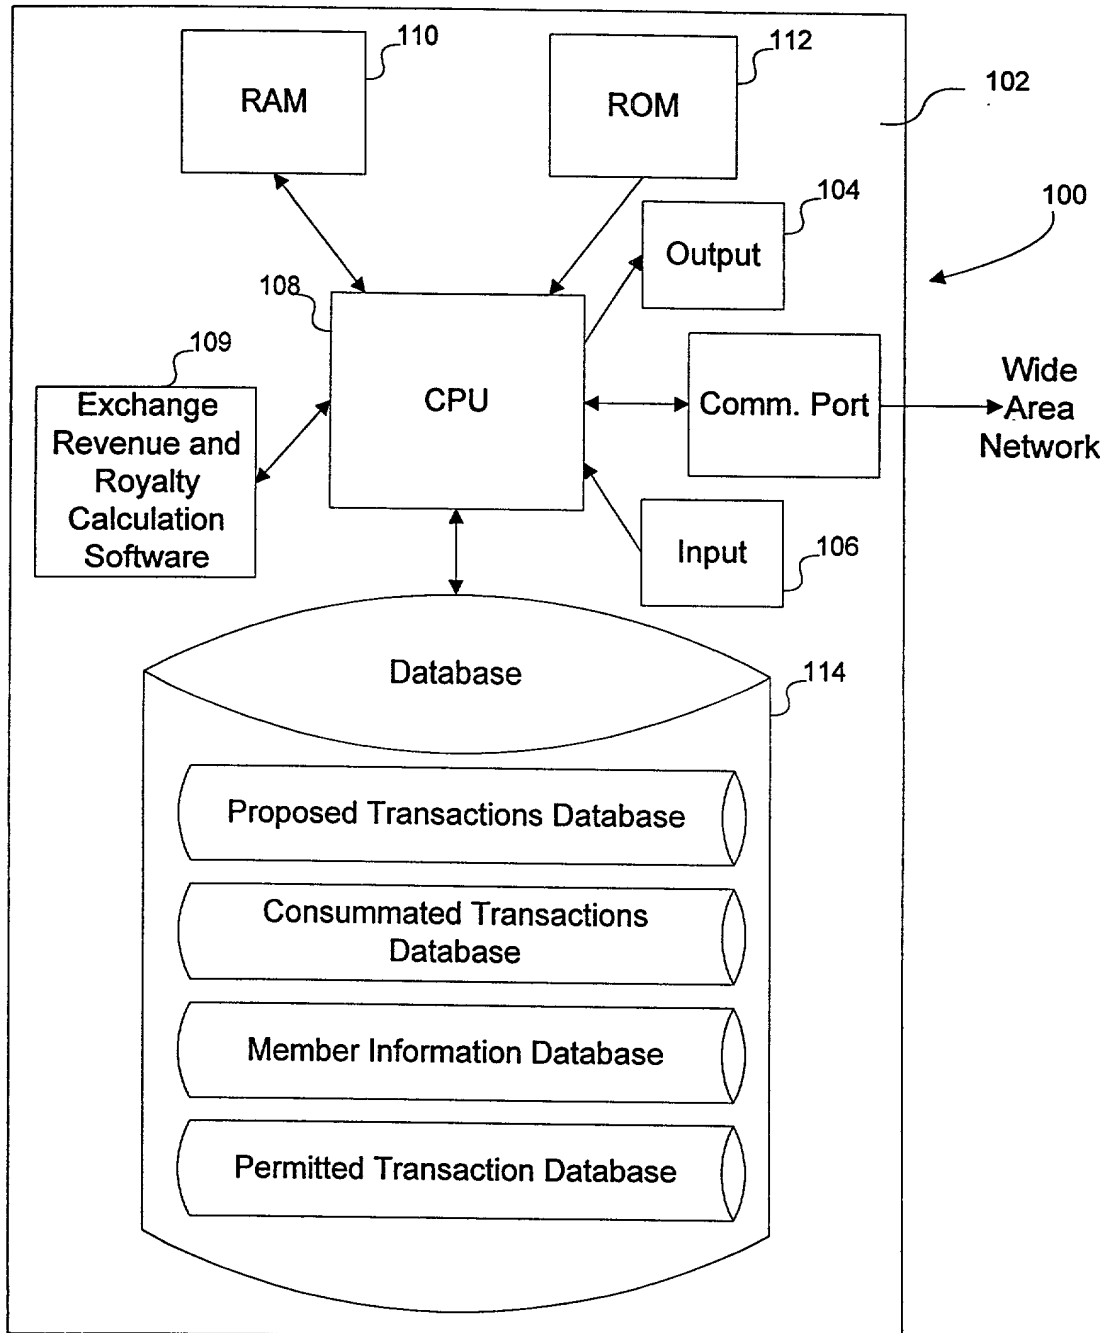 110
112
RAM
ROM
102
104
100
Output
108
109
CPU
Comm. Port
Wide
Area
Network
Exchange
Revenue and
Royalty
Calculation
Software
Input
106
Database
114
Proposed Transactions Database
Consummated Transactions
Database
Member Information Database
Permitted Transaction Database